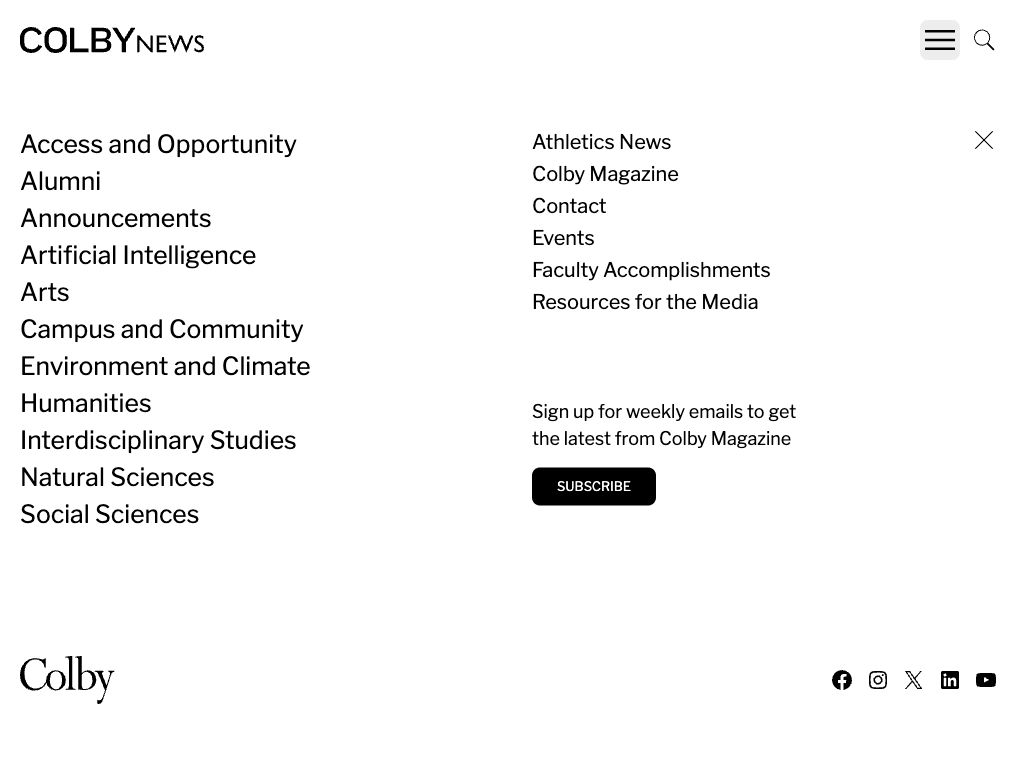 COLBY NEWS
Access and Opportunity
Alumni
Announcements
Artificial Intelligence
Arts
Campus and Community
Environment and Climate
Humanities
Interdisciplinary Studies
Natural Sciences
Social Sciences
Athletics News
Colby Magazine
Contact
Events
Faculty Accomplishments
Resources for the Media
Sign up for weekly emails to get
the latest from Colby Magazine
SUBSCRIBE
Colby